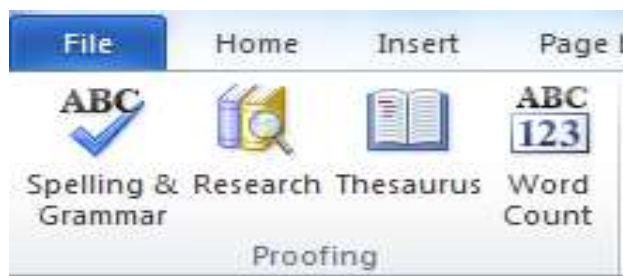 File Home Insert Page
ABC ABC
123
Spelling & Research Thesaurus Word
Grammar Count
Proofing